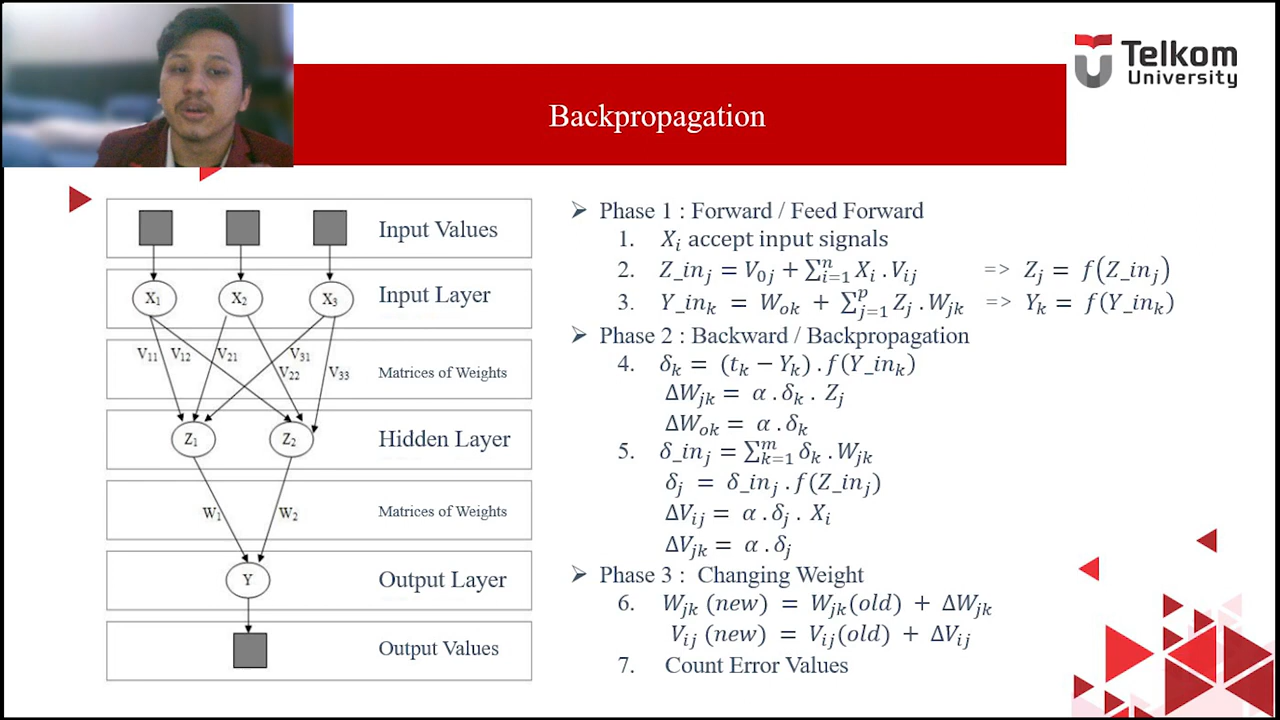 Telkom
University
Backpropagation
Input Values
X₁ X₂ X₃ Input Layer
V₁₁ V₁₂ V₂₁ V₃₁
V₂₂ V₃₃ Matrices of Weights
Z₁ Z₂ Hidden Layer
W₁ W₂ Matrices of Weights
Y Output Layer
Output Values
➢ Phase 1 : Forward / Feed Forward
1. Xᵢ accept input signals
2. Z_inⱼ = V₀ⱼ + ∑ⁿᵢ₌₁ Xᵢ . Vᵢⱼ => Zⱼ = f(Z_inⱼ)
3. Y_inₖ = Wₒₖ + ∑ᵖⱼ₌₁ Zⱼ . Wⱼₖ => Yₖ = f(Y_inₖ)
➢ Phase 2 : Backward / Backpropagation
4. δₖ = (tₖ − Yₖ) . f(Y_inₖ)
ΔWⱼₖ = α . δₖ . Zⱼ
ΔWₒₖ = α . δₖ
5. δ_inⱼ = ∑ᵐₖ₌₁ δₖ . Wⱼₖ
δⱼ = δ_inⱼ . f(Z_inⱼ)
ΔVᵢⱼ = α . δⱼ . Xᵢ
ΔVⱼₖ = α . δⱼ
➢ Phase 3 : Changing Weight
6. Wⱼₖ (new) = Wⱼₖ(old) + ΔWⱼₖ
Vᵢⱼ (new) = Vᵢⱼ(old) + ΔVᵢⱼ
7. Count Error Values